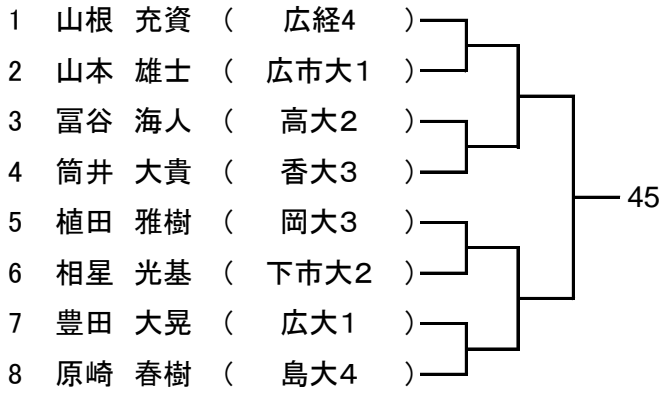 1 山根 充資 ( 広経4 )
2 山本 雄士 ( 広市大1 )
3 冨谷 海人 ( 高大2 )
4 筒井 大貴 ( 香大3 )
45
5 植田 雅樹 ( 岡大3 )
6 相星 光基 ( 下市大2 )
7 豊田 大晃 ( 広大1 )
8 原崎 春樹 ( 島大4 )